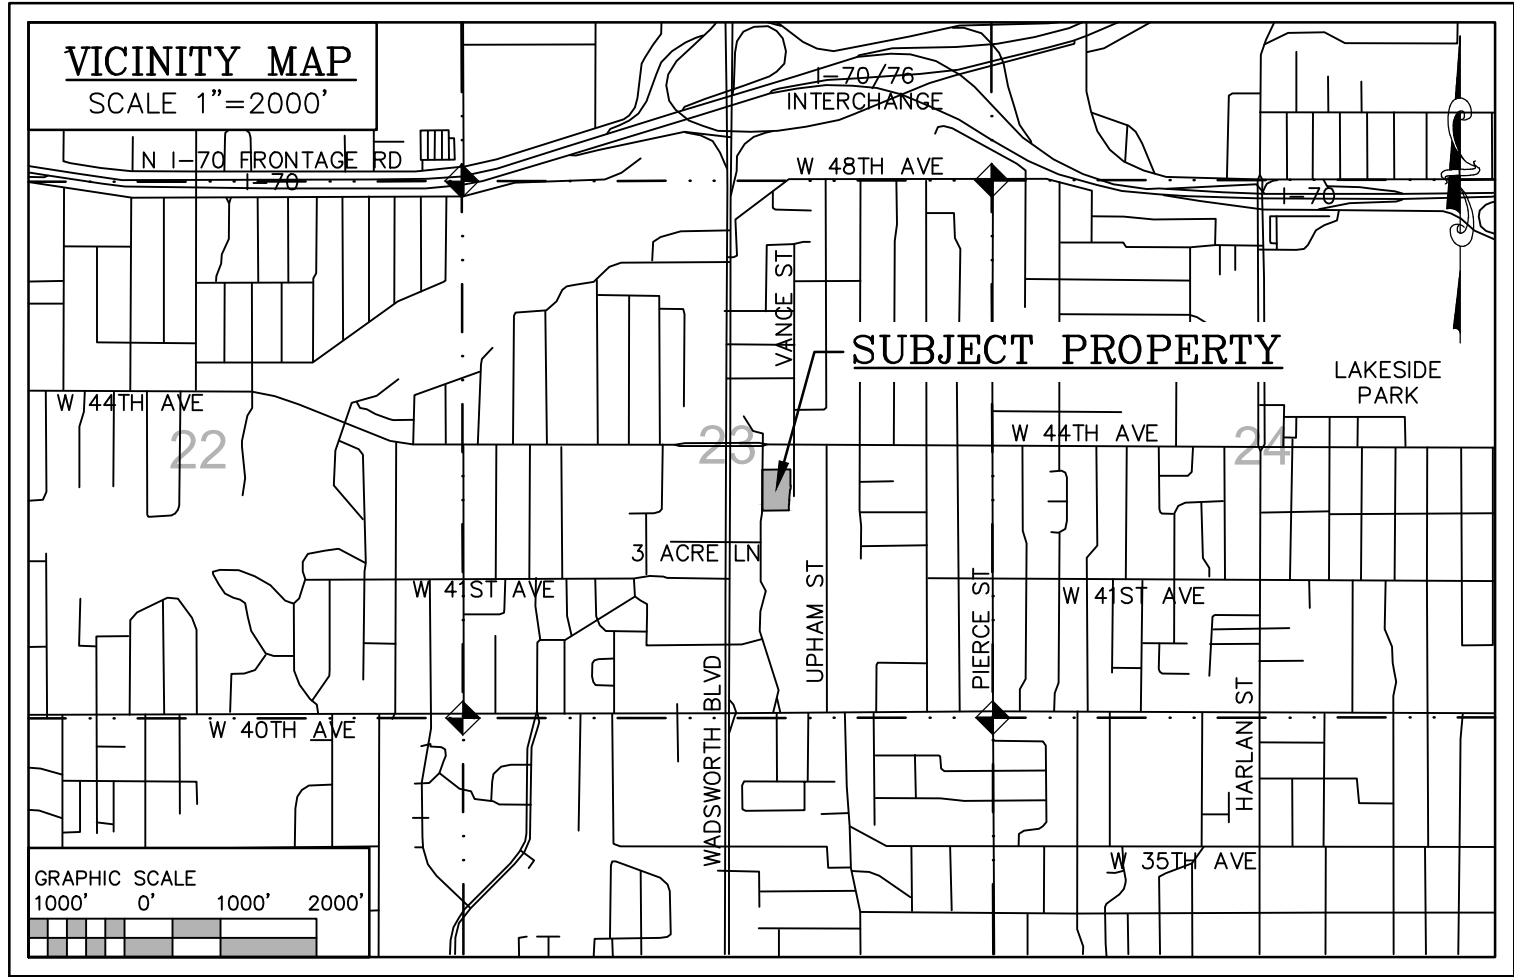 VICINITY MAP
SCALE 1"=2000'
I-70/76
INTERCHANGE
N I-70 FRONTAGE RD
I-70
W 48TH AVE
I-70
VANCE ST
SUBJECT PROPERTY
LAKESIDE
PARK
W 44TH AVE
W 44TH AVE
22
23
24
3 ACRE LN
W 41ST AVE
W 41ST AVE
UPHAM ST
PIERCE ST
WADSWORTH BLVD
HARLAN ST
W 40TH AVE
W 35TH AVE
GRAPHIC SCALE
1000' 0' 1000' 2000'